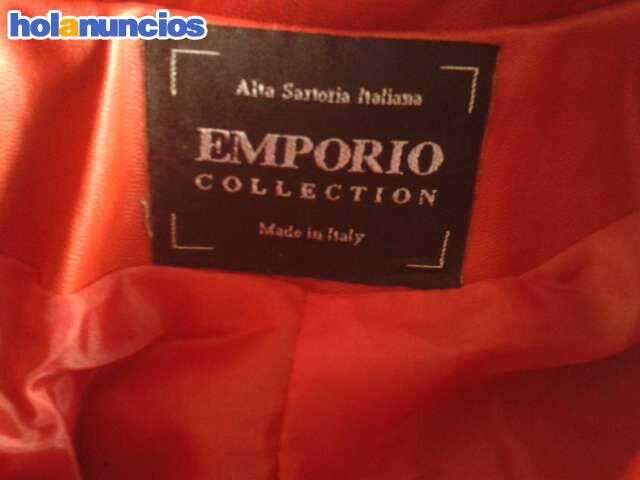 holanuncios
Alta Sartoria Italiana
EMPORIO
COLLECTION
Made in Italy